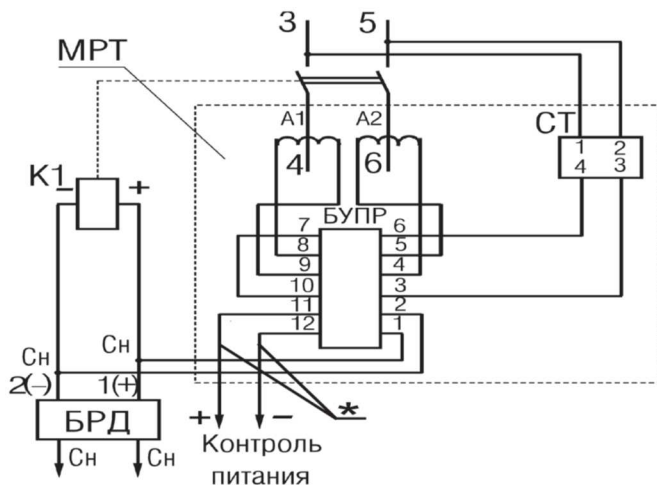 3 5
МРТ
А1 А2
СТ
1 2
4 3
4 6
К1
- +
БУПР
7 6
8 5
9 4
10 3
11 2
12 1
Сн Сн
2(–) 1(+)
БРД
+ - *
Сн Сн
Контроль
питания